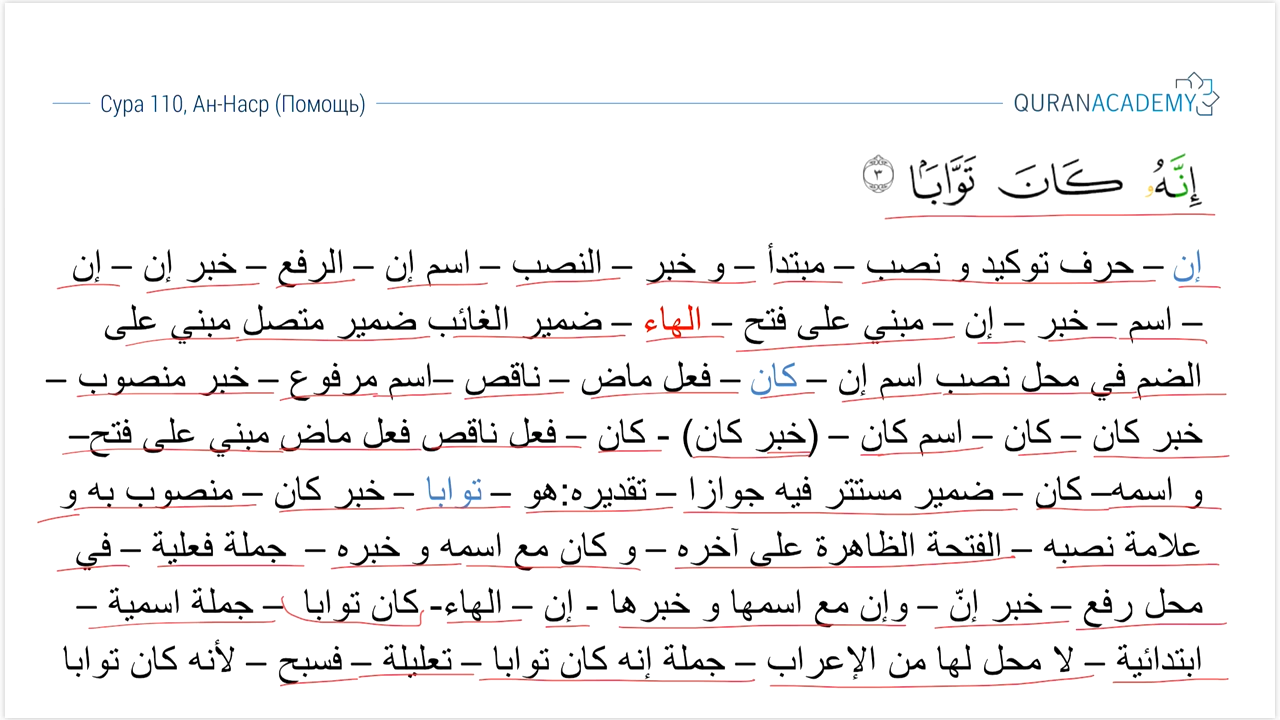 Сура 110, Ан-Наср (Помощь)
QURANACADEMY
إِنَّهُۥ كَانَ تَوَّابَۢا ٣
إن – حرف توكيد و نصب – مبتدأ – و خبر – النصب – اسم إن – الرفع – خبر إن – إن
– اسم – خبر – إن – مبني على فتح – الهاء – ضمير الغائب ضمير متصل مبني على
الضم في محل نصب اسم إن – كان – فعل ماض – ناقص –اسم مرفوع – خبر منصوب –
خبر كان – كان – اسم كان – (خبر كان) - كان – فعل ناقص فعل ماض مبني على فتح–
و اسمه– كان – ضمير مستتر فيه جوازا – تقديره:هو – توابا – خبر كان – منصوب به و
علامة نصبه – الفتحة الظاهرة على آخره – و كان مع اسمه و خبره – جملة فعلية – في
محل رفع – خبر إنّ – وإن مع اسمها و خبرها - إن – الهاء- كان توابا – جملة اسمية –
ابتدائية – لا محل لها من الإعراب – جملة إنه كان توابا – تعليلة – فسبح – لأنه كان توابا